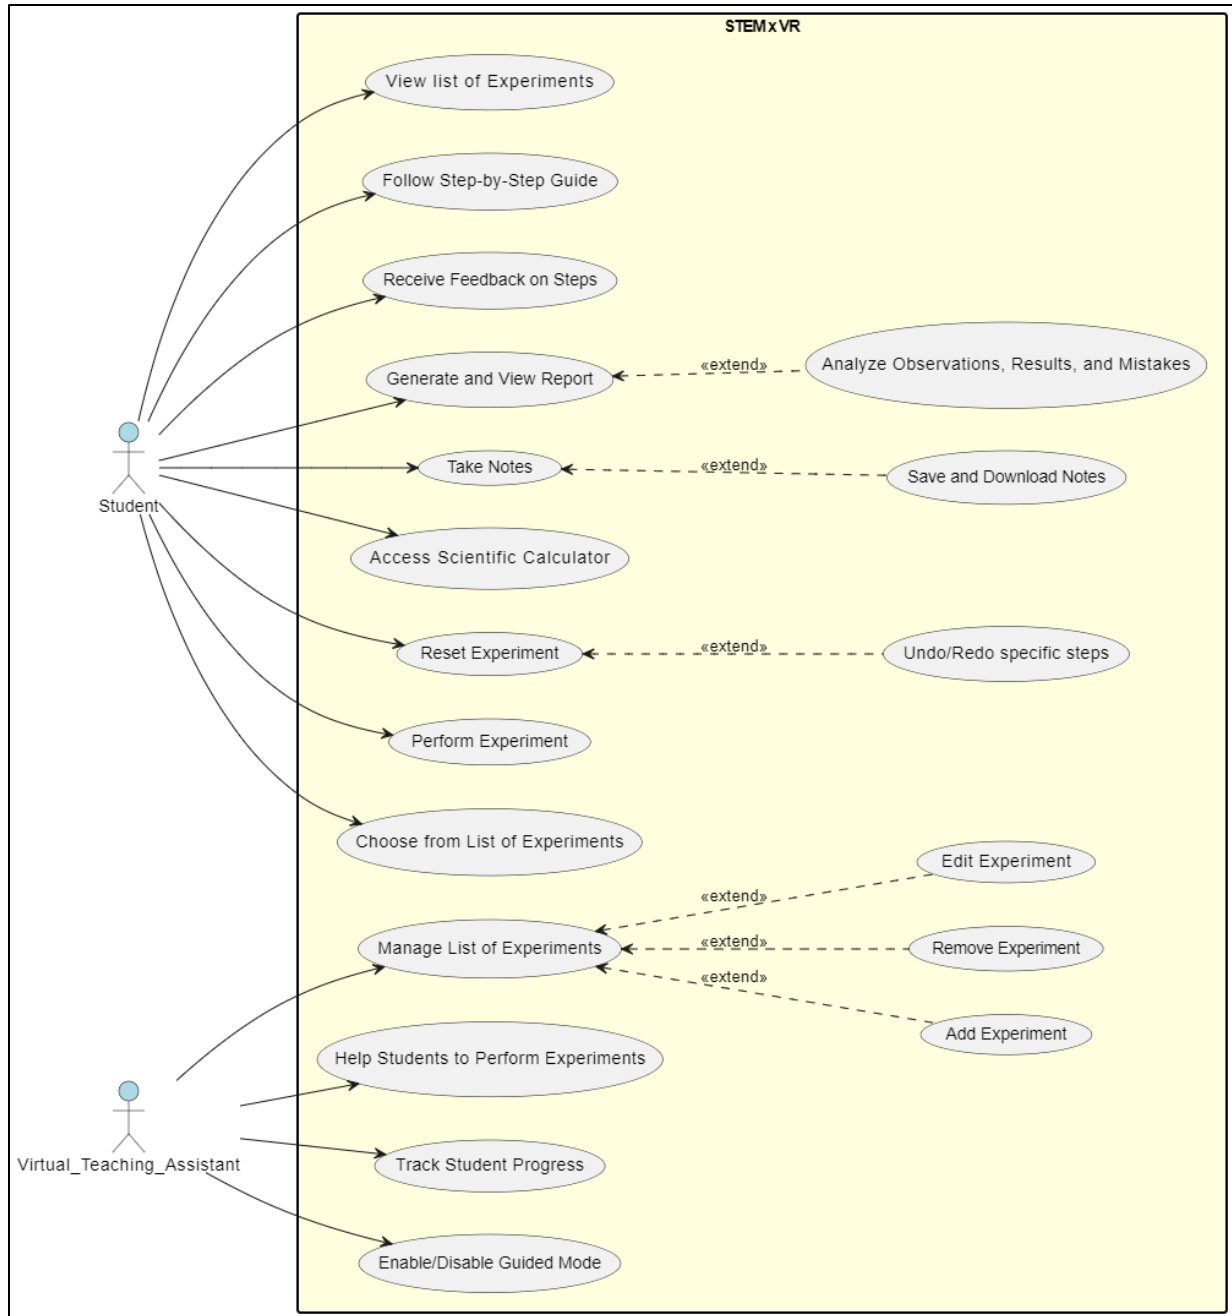 STEM x VR
View list of Experiments
Follow Step-by-Step Guide
Receive Feedback on Steps
Generate and View Report
«extend»
Analyze Observations, Results, and Mistakes
Take Notes
«extend»
Save and Download Notes
Student
Access Scientific Calculator
Reset Experiment
«extend»
Undo/Redo specific steps
Perform Experiment
Choose from List of Experiments
Edit Experiment
«extend»
Manage List of Experiments
«extend»
Remove Experiment
«extend»
Add Experiment
Help Students to Perform Experiments
Virtual_Teaching_Assistant
Track Student Progress
Enable/Disable Guided Mode